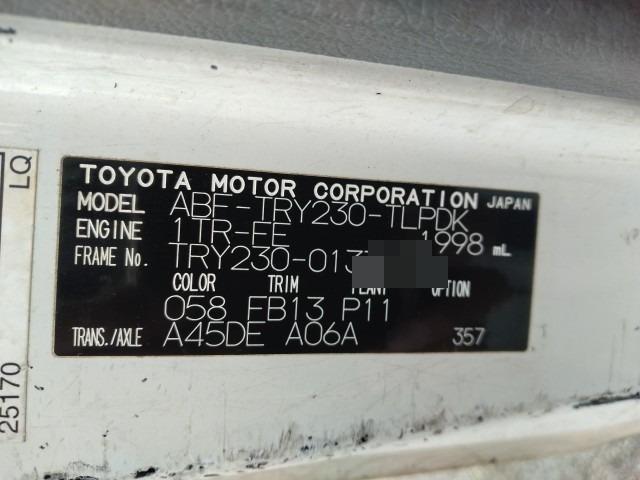 TOYOTA MOTOR CORPORATION JAPAN
MODEL ABF-TRY230-TLPDK
ENGINE 1TR-FE 1998 mL
FRAME No. TRY230-013
COLOR TRIM PLANT OPTION
058 FB13 P11
TRANS./AXLE A45DE A06A 357
LQ
25170